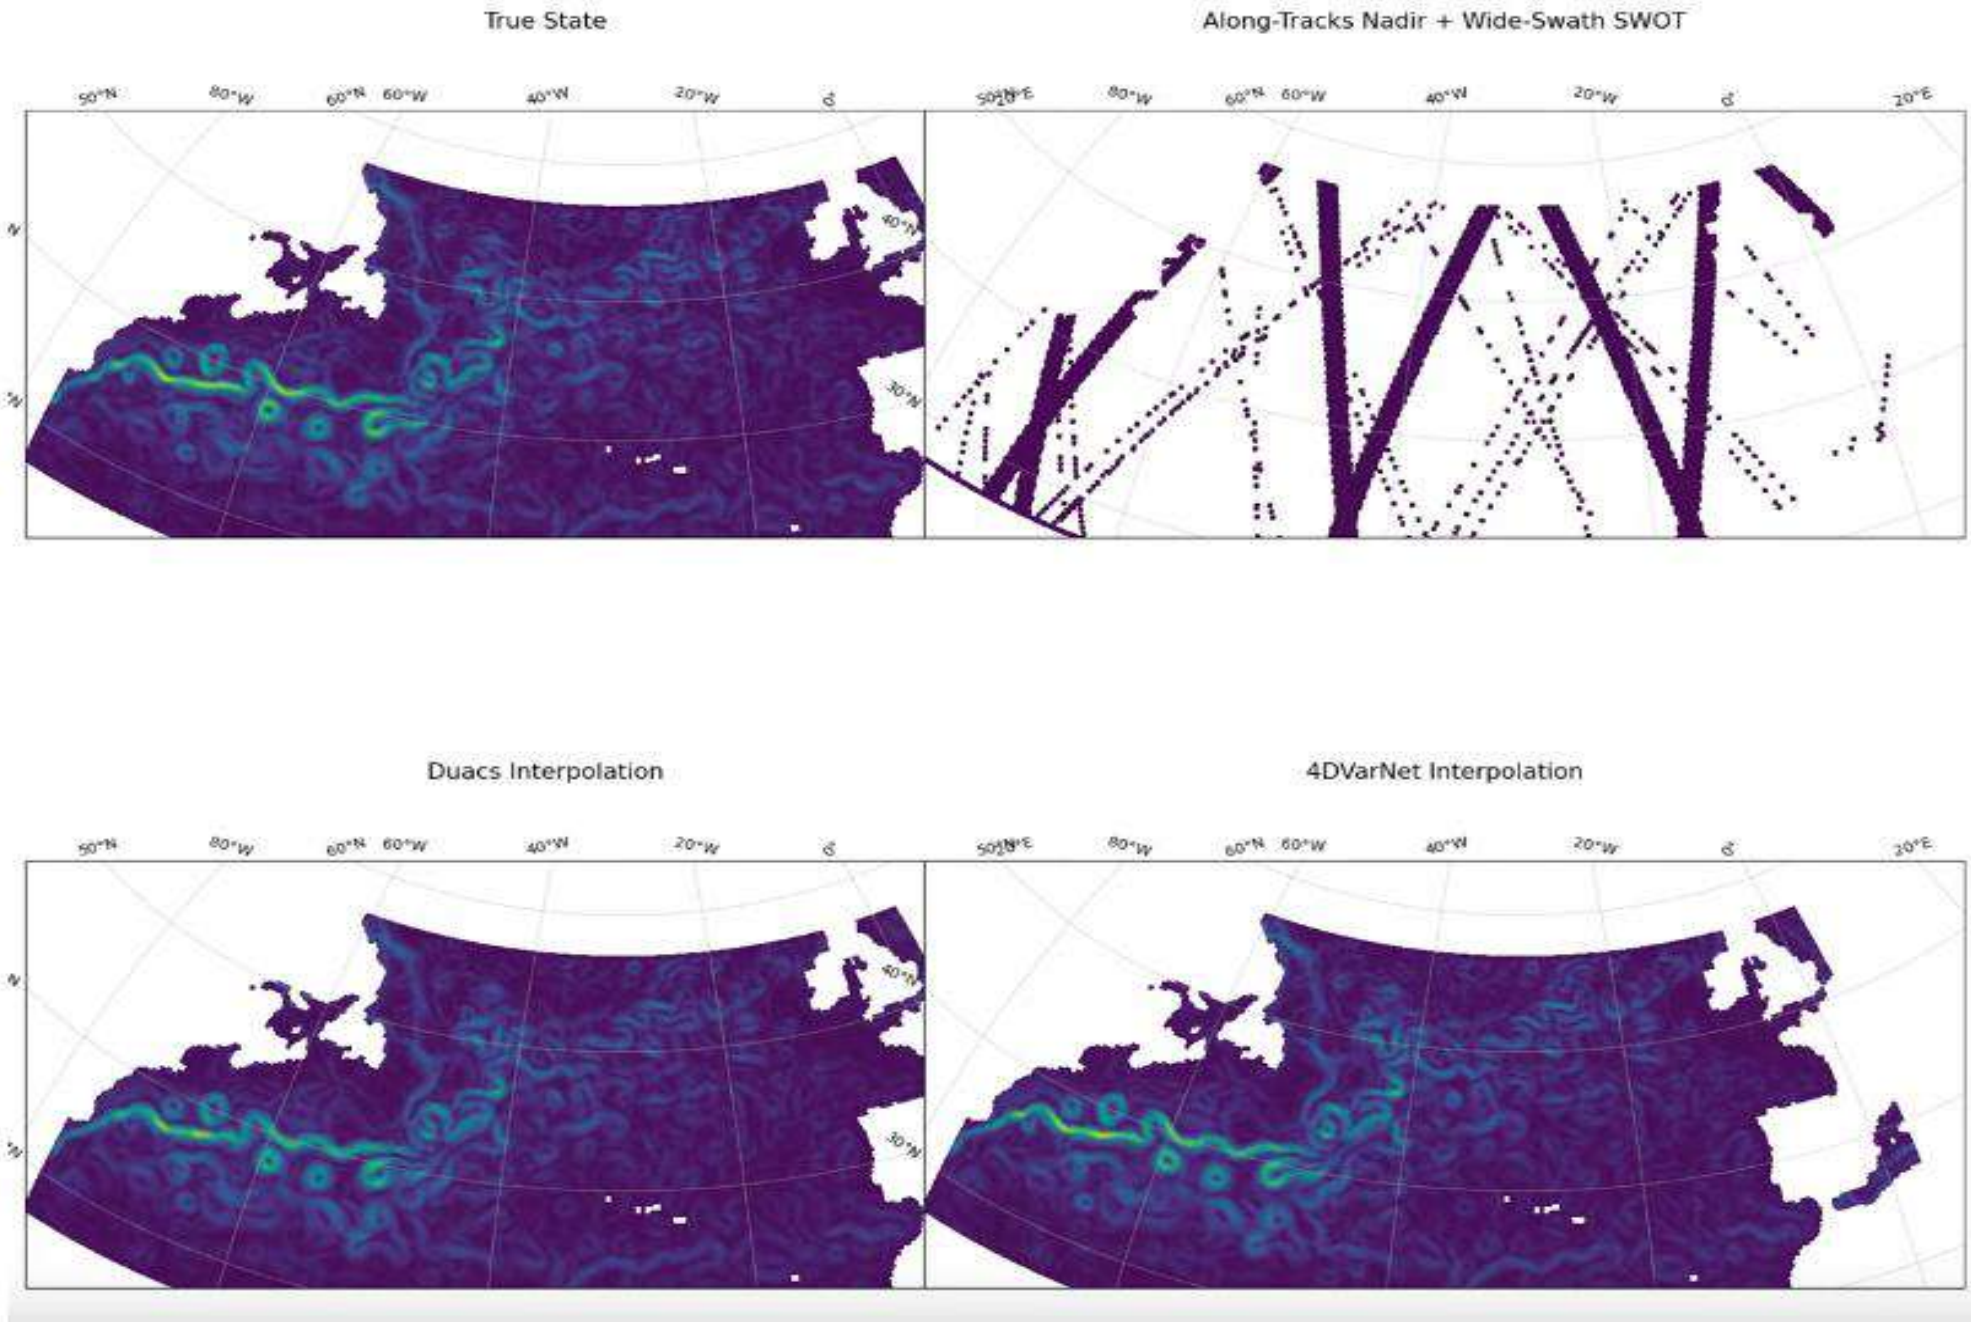 True State
Along-Tracks Nadir + Wide-Swath SWOT
50°N 80°W 60°N 60°W 40°W 20°W 0°
80°W 60°N 60°W 40°W 20°W 0° 20°E
N
40°N
30°N
°N
Duacs Interpolation
4DVarNet Interpolation
50°N 80°W 60°N 60°W 40°W 20°W 0°
80°W 60°N 60°W 40°W 20°W 0° 20°E
N
40°N
30°N
°N